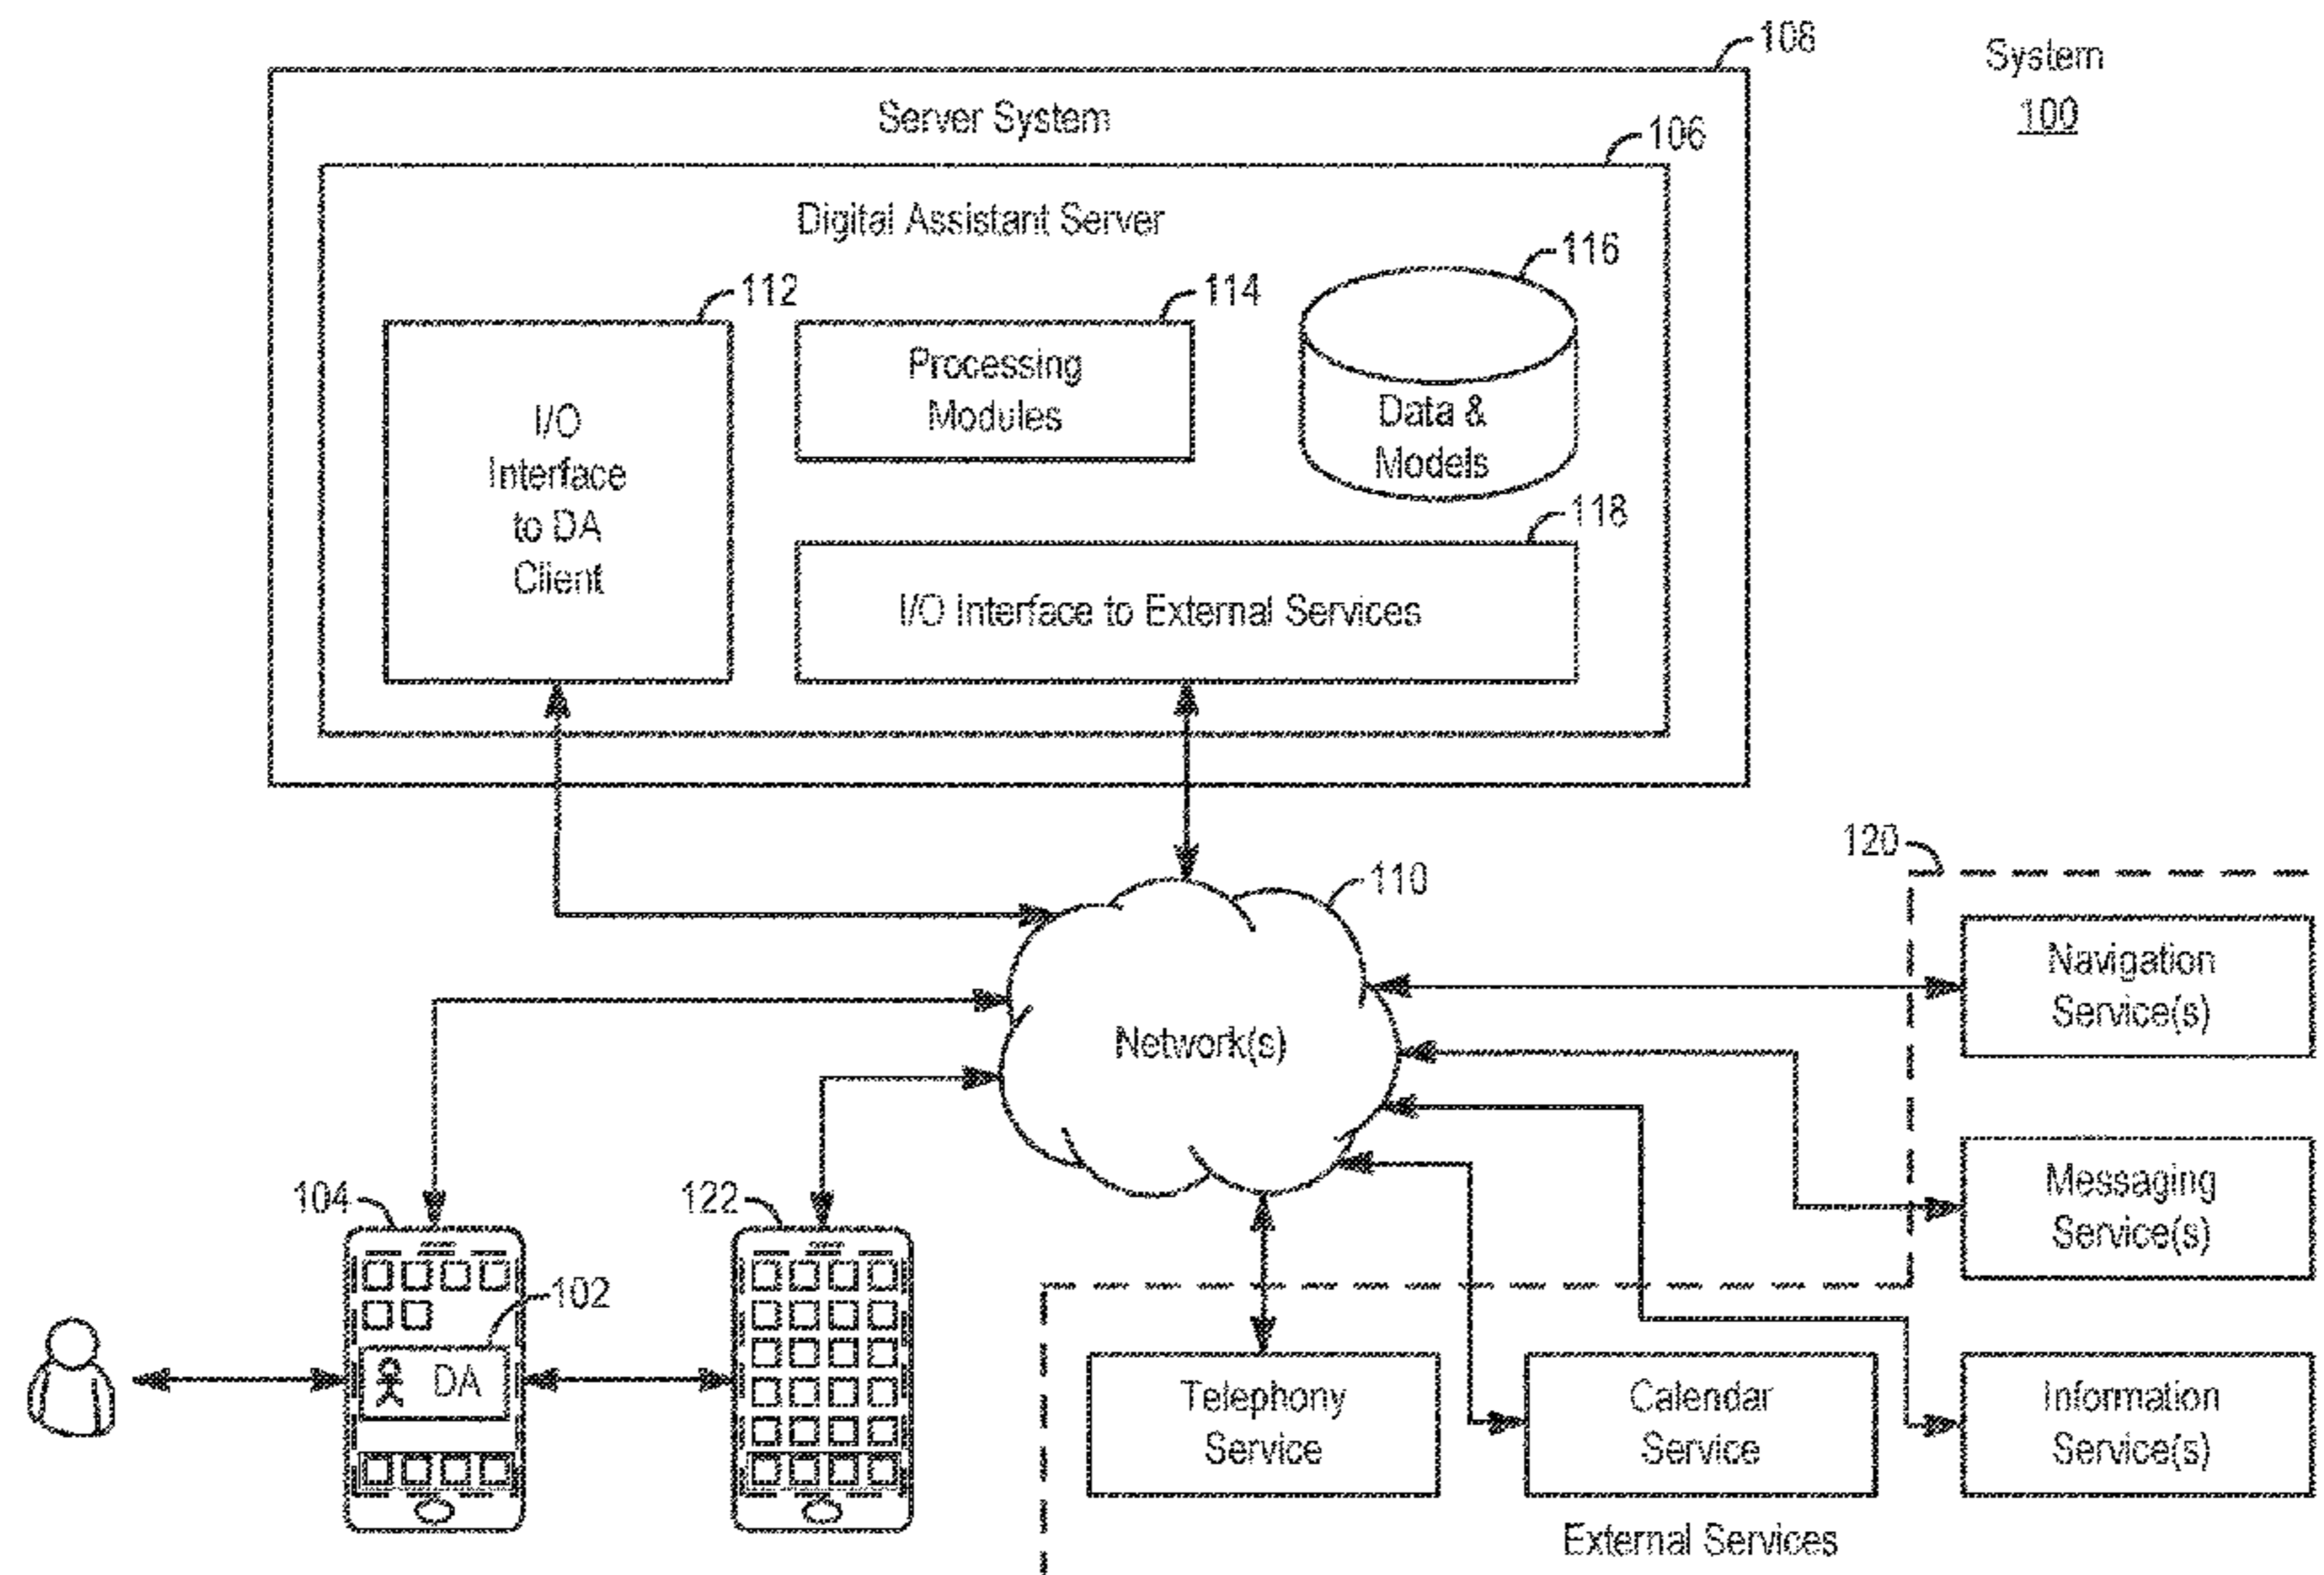 108
System
100
Server System
106
Digital Assistant Server
116
112
114
Processing
Modules
I/O
Interface
to DA
Client
Data &
Models
118
I/O Interface to External Services
120
110
Navigation
Service(s)
Network(s)
104
122
Messaging
Service(s)
102
DA
Telephony
Service
Calendar
Service
Information
Service(s)
External Services